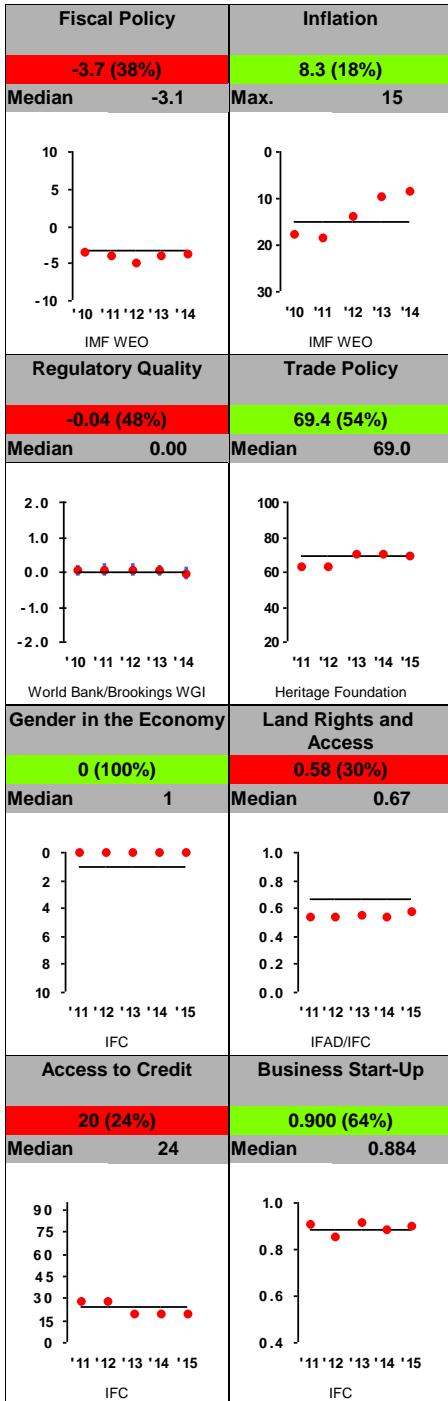 Fiscal Policy
-3.7 (38%)
Median -3.1
10
5
0
-5
-10
'10 '11 '12 '13 '14
IMF WEO
Inflation
8.3 (18%)
Max. 15
0
10
20
30
'10 '11 '12 '13 '14
IMF WEO
Regulatory Quality
-0.04 (48%)
Median 0.00
2.0
1.0
0.0
-1.0
-2.0
'10 '11 '12 '13 '14
World Bank/Brookings WGI
Trade Policy
69.4 (54%)
Median 69.0
100
80
60
40
20
'11 '12 '13 '14 '15
Heritage Foundation
Gender in the Economy
0 (100%)
Median 1
0
2
4
6
8
10
'11 '12 '13 '14 '15
IFC
Land Rights and
Access
0.58 (30%)
Median 0.67
1.0
0.8
0.6
0.4
0.2
0.0
'11 '12 '13 '14 '15
IFAD/IFC
Access to Credit
20 (24%)
Median 24
90
75
60
45
30
15
0
'11 '12 '13 '14 '15
IFC
Business Start-Up
0.900 (64%)
Median 0.884
1.0
0.8
0.6
0.4
'11 '12 '13 '14 '15
IFC